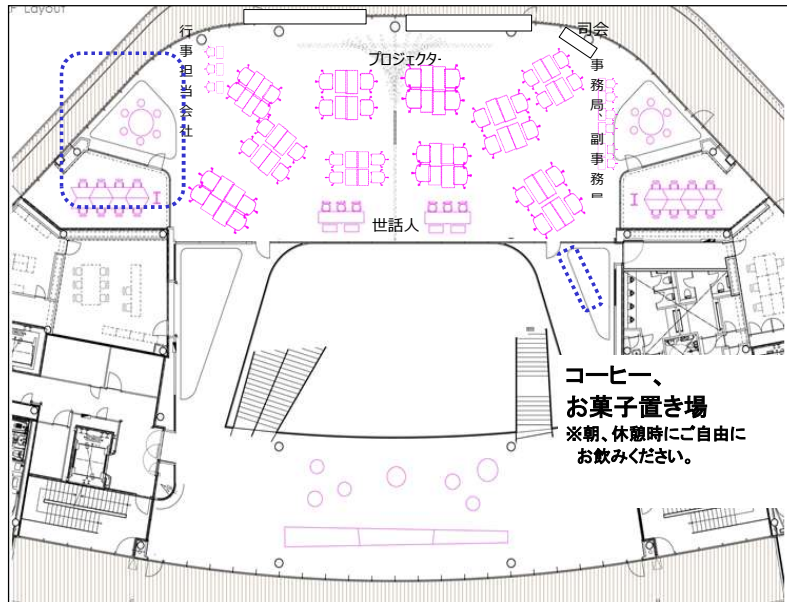 Layout
行事担当会社
司会
プロジェクター
事務局　副事務局
世話人
コーヒー、
お菓子置き場
※朝、休憩時にご自由に
お飲みください。